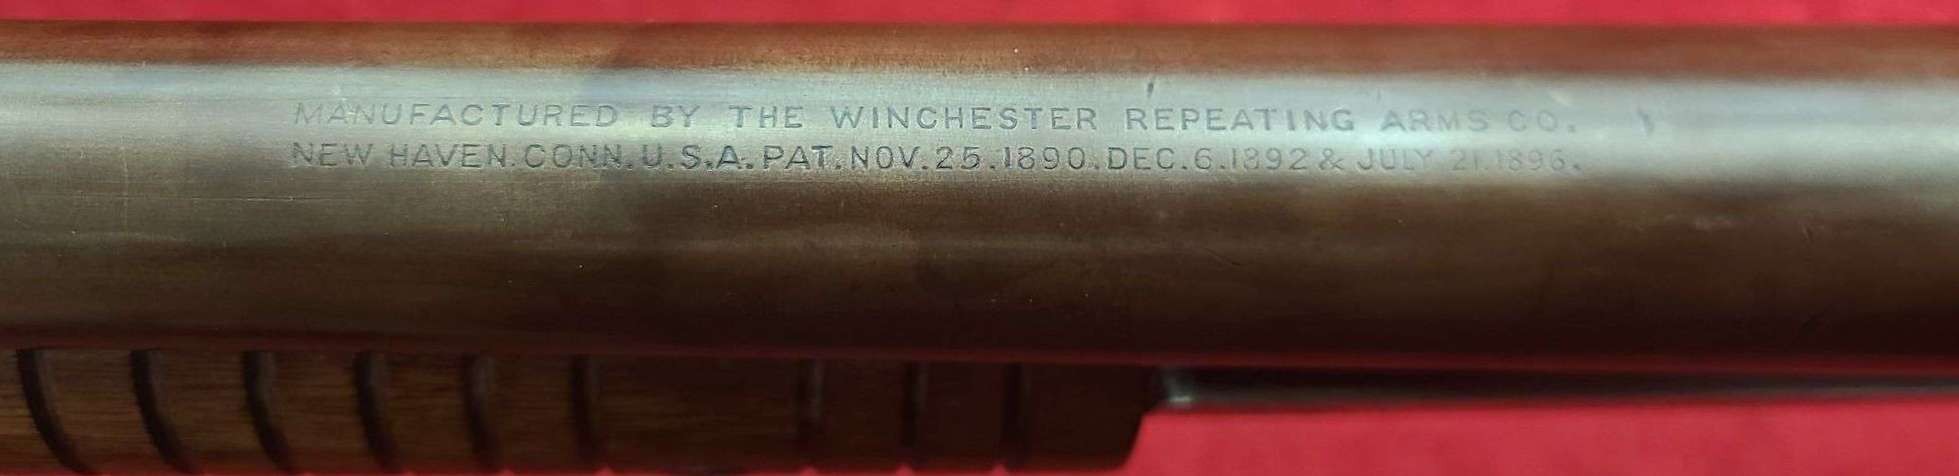 MANUFACTURED BY THE WINCHESTER REPEATING ARMS CO.
NEW HAVEN. CONN. U.S.A. PAT. NOV. 25. 1890. DEC. 6. 1892 & JULY 21. 1896.